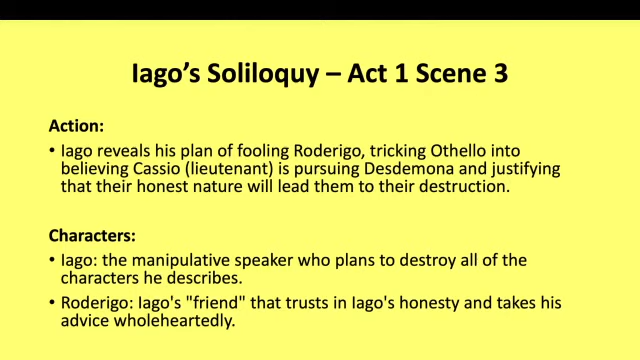 Iago's Soliloquy – Act 1 Scene 3
Action:
• Iago reveals his plan of fooling Roderigo, tricking Othello into
believing Cassio (lieutenant) is pursuing Desdemona and justifying
that their honest nature will lead them to their destruction.
Characters:
• Iago: the manipulative speaker who plans to destroy all of the
characters he describes.
• Roderigo: Iago's "friend" that trusts in Iago's honesty and takes his
advice wholeheartedly.